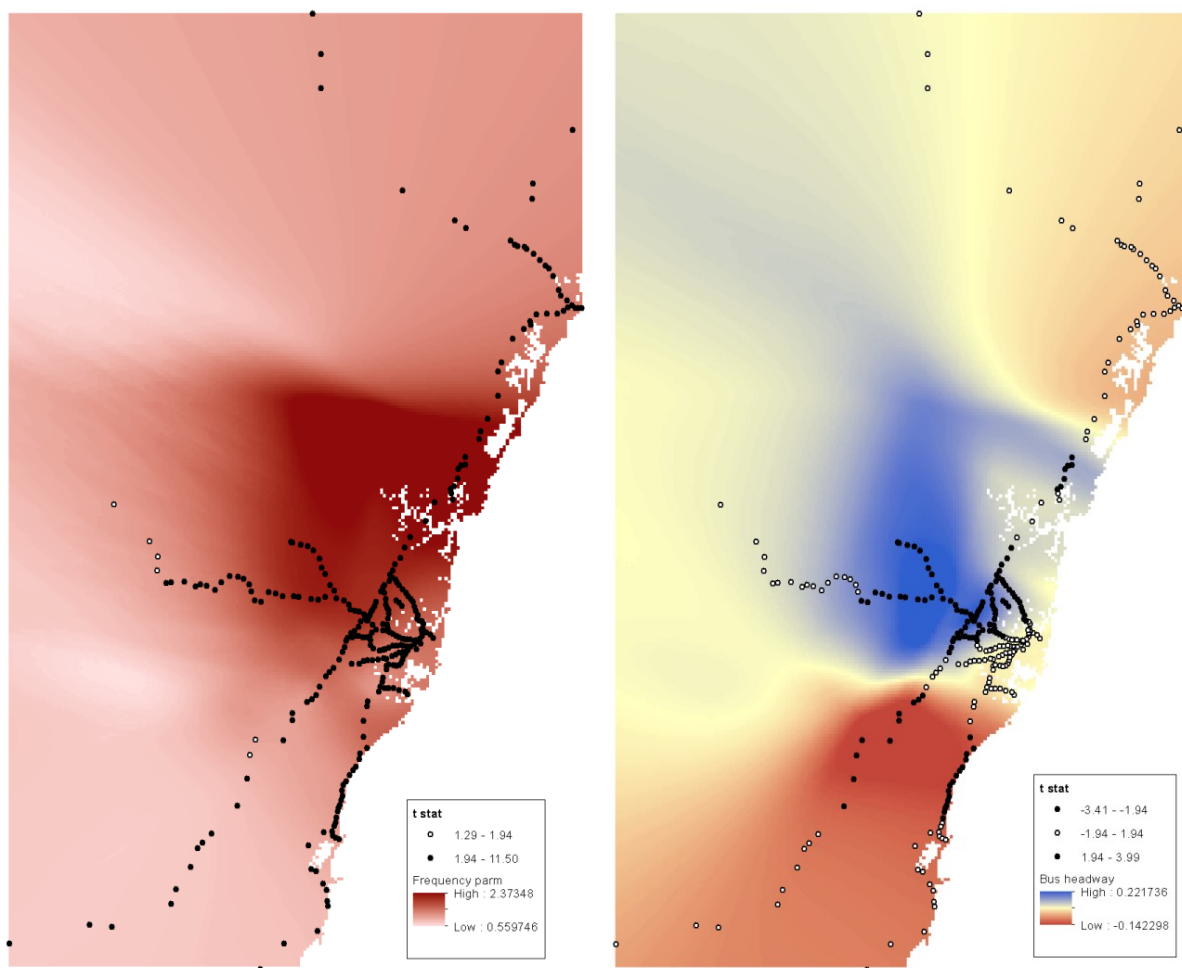 t stat
1.29 - 1.94
1.94 - 11.50
Frequency parm
High : 2.37348
Low : 0.559746
t stat
-3.41 - -1.94
-1.94 - 1.94
1.94 - 3.99
Bus headway
High : 0.221736
Low : -0.142298